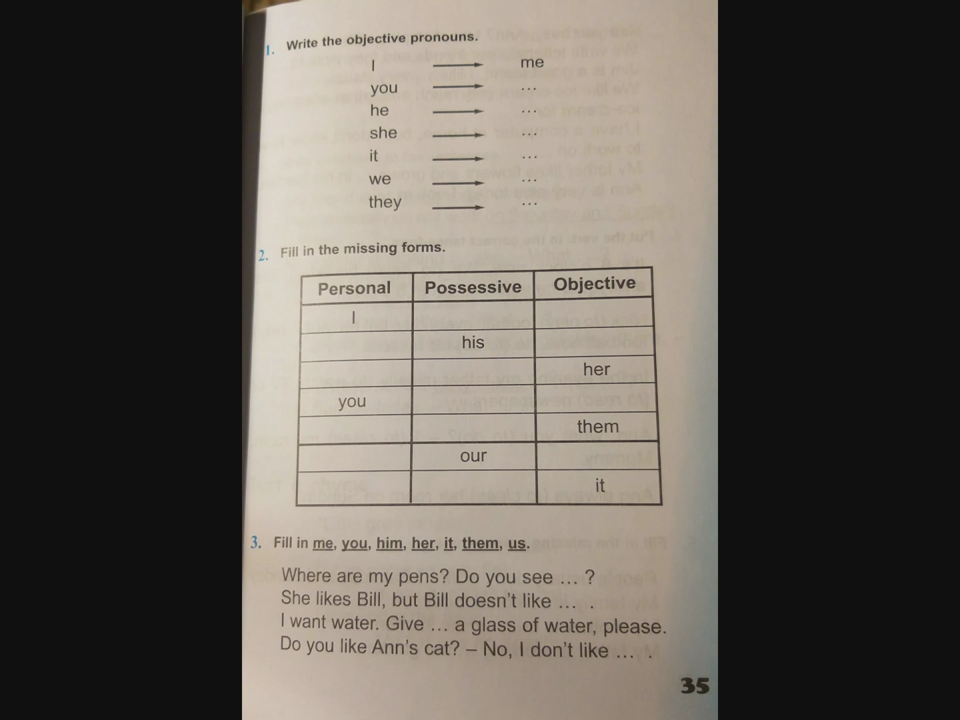 1. Write the objective pronouns.
I → me
you → ...
he → ...
she → ...
it → ...
we → ...
they → ...
2. Fill in the missing forms.
Personal Possessive Objective
I
his
her
you
them
our
it
3. Fill in me, you, him, her, it, them, us.
Where are my pens? Do you see ... ?
She likes Bill, but Bill doesn't like ... .
I want water. Give ... a glass of water, please.
Do you like Ann's cat? – No, I don't like ... .
35